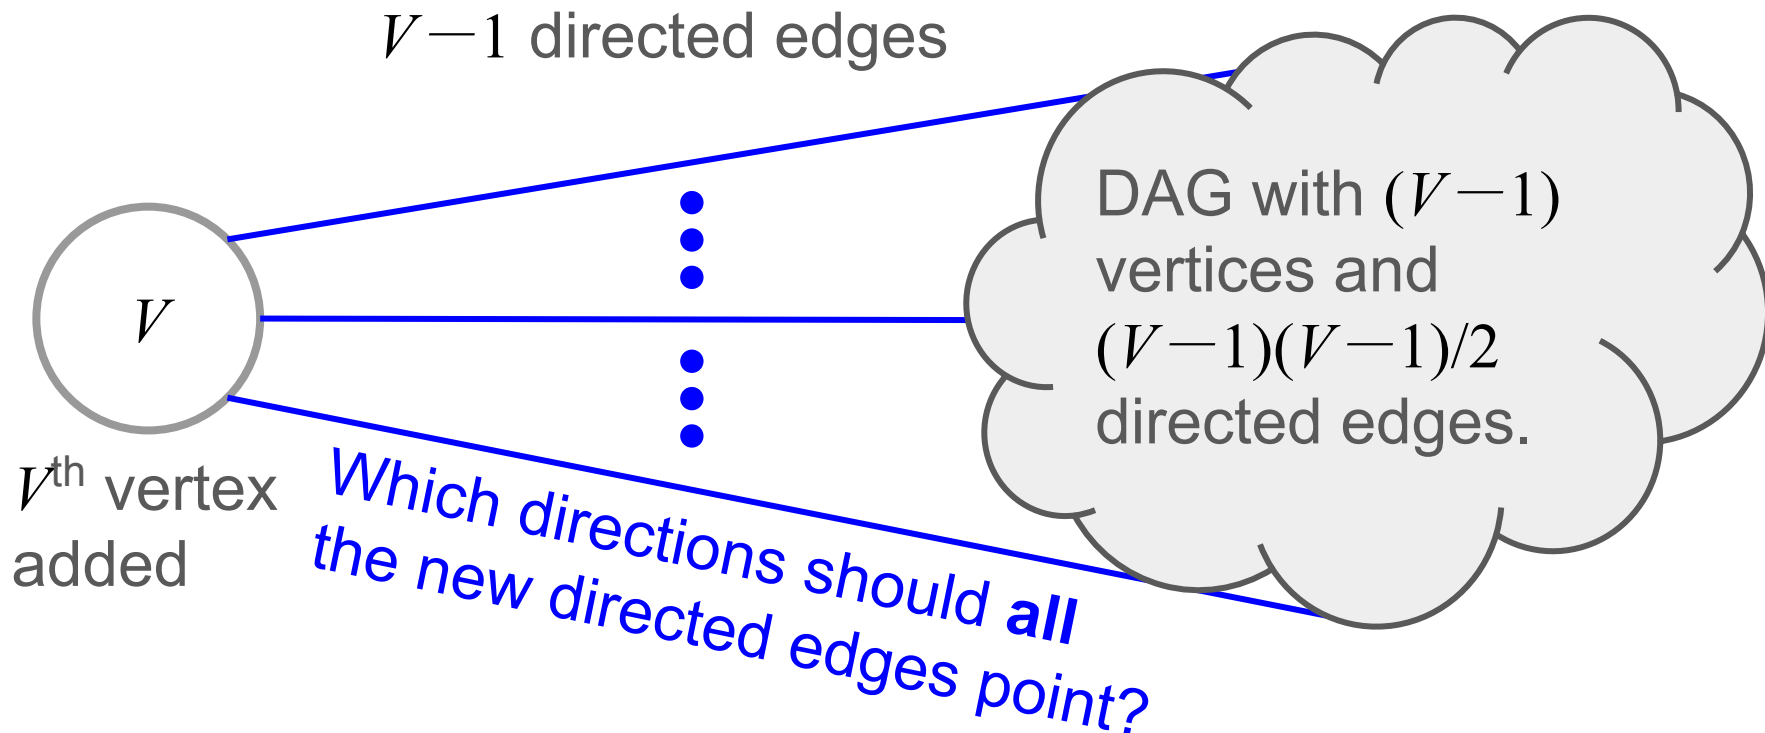 V−1 directed edges
DAG with (V−1)
vertices and
(V−1)(V−1)/2
directed edges.
V
Vth vertex
added
Which directions should all
the new directed edges point?